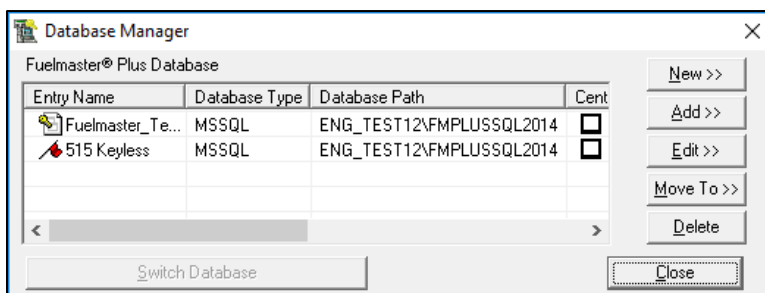 Database Manager
Fuelmaster® Plus Database
Entry Name Database Type Database Path Cent
Fuelmaster_Te... MSSQL ENG_TEST12\FMPLUSSQL2014
515 Keyless MSSQL ENG_TEST12\FMPLUSSQL2014
New >>
Add >>
Edit >>
Move To >>
Delete
Switch Database
Close